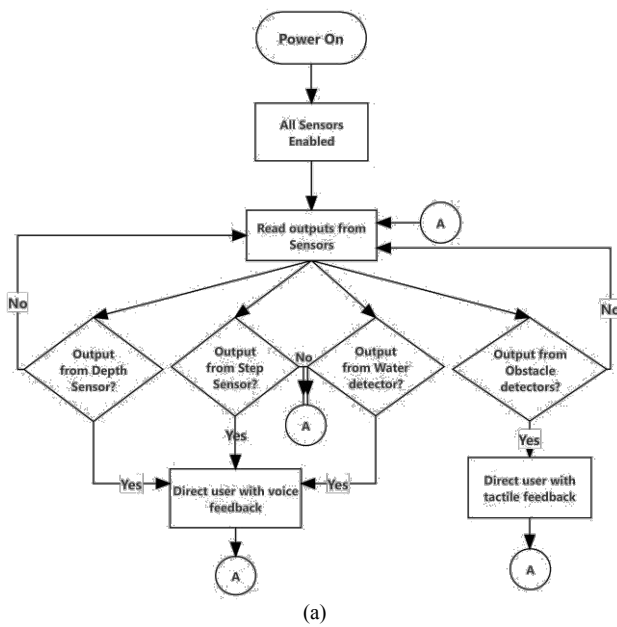 Power On
All Sensors
Enabled
Read outputs from
Sensors
A
No
No
Output
from Depth
Sensor?
Output
from Step
Sensor?
No
Output
from Water
detector?
Output from
Obstacle
detectors?
A
Yes
Yes
Yes
Yes
Direct user with voice
feedback
Direct user with
tactile feedback
A
A
(a)